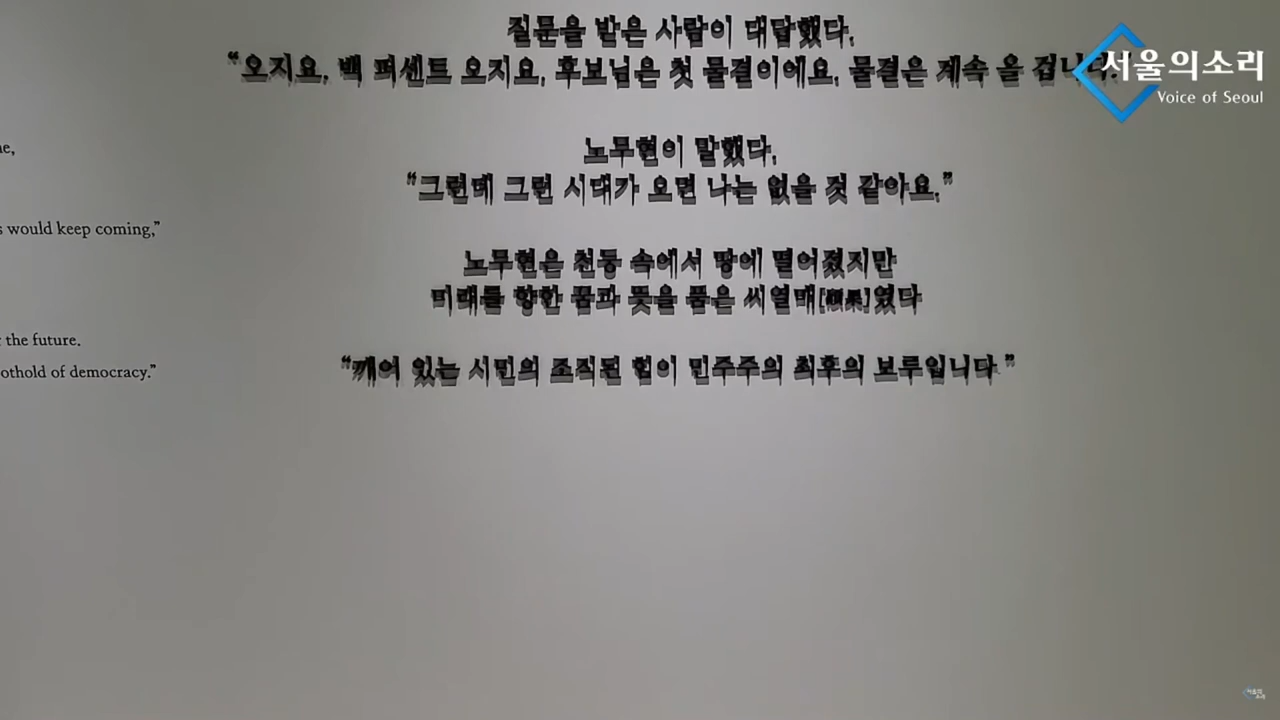 질문을 받은 사람이 대답했다.
“오지요. 백 퍼센트 오지요. 후보님은 첫 물결이에요. 물결은 계속 올 겁니다.”
노무현이 말했다.
“그런데 그런 시대가 오면 나는 없을 것 같아요.”
노무현은 천둥 속에서 땅에 떨어졌지만
미래를 향한 꿈과 뜻을 품은 씨열매[顆果]였다
“깨어 있는 시민의 조직된 힘이 민주주의 최후의 보루입니다.”
would keep coming,”
the future.
othold of democracy.”
서울의소리
Voice of Seoul
서울의
소리